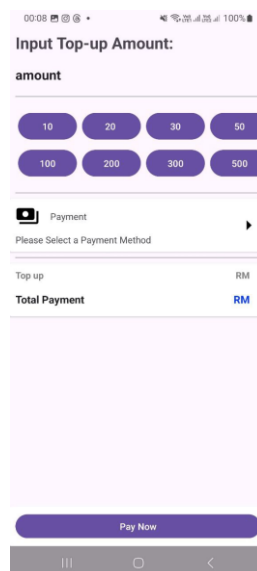 00:08 100%
Input Top-up Amount:
amount
10 20 30 50
100 200 300 500
Payment
Please Select a Payment Method
Top up RM
Total Payment RM
Pay Now